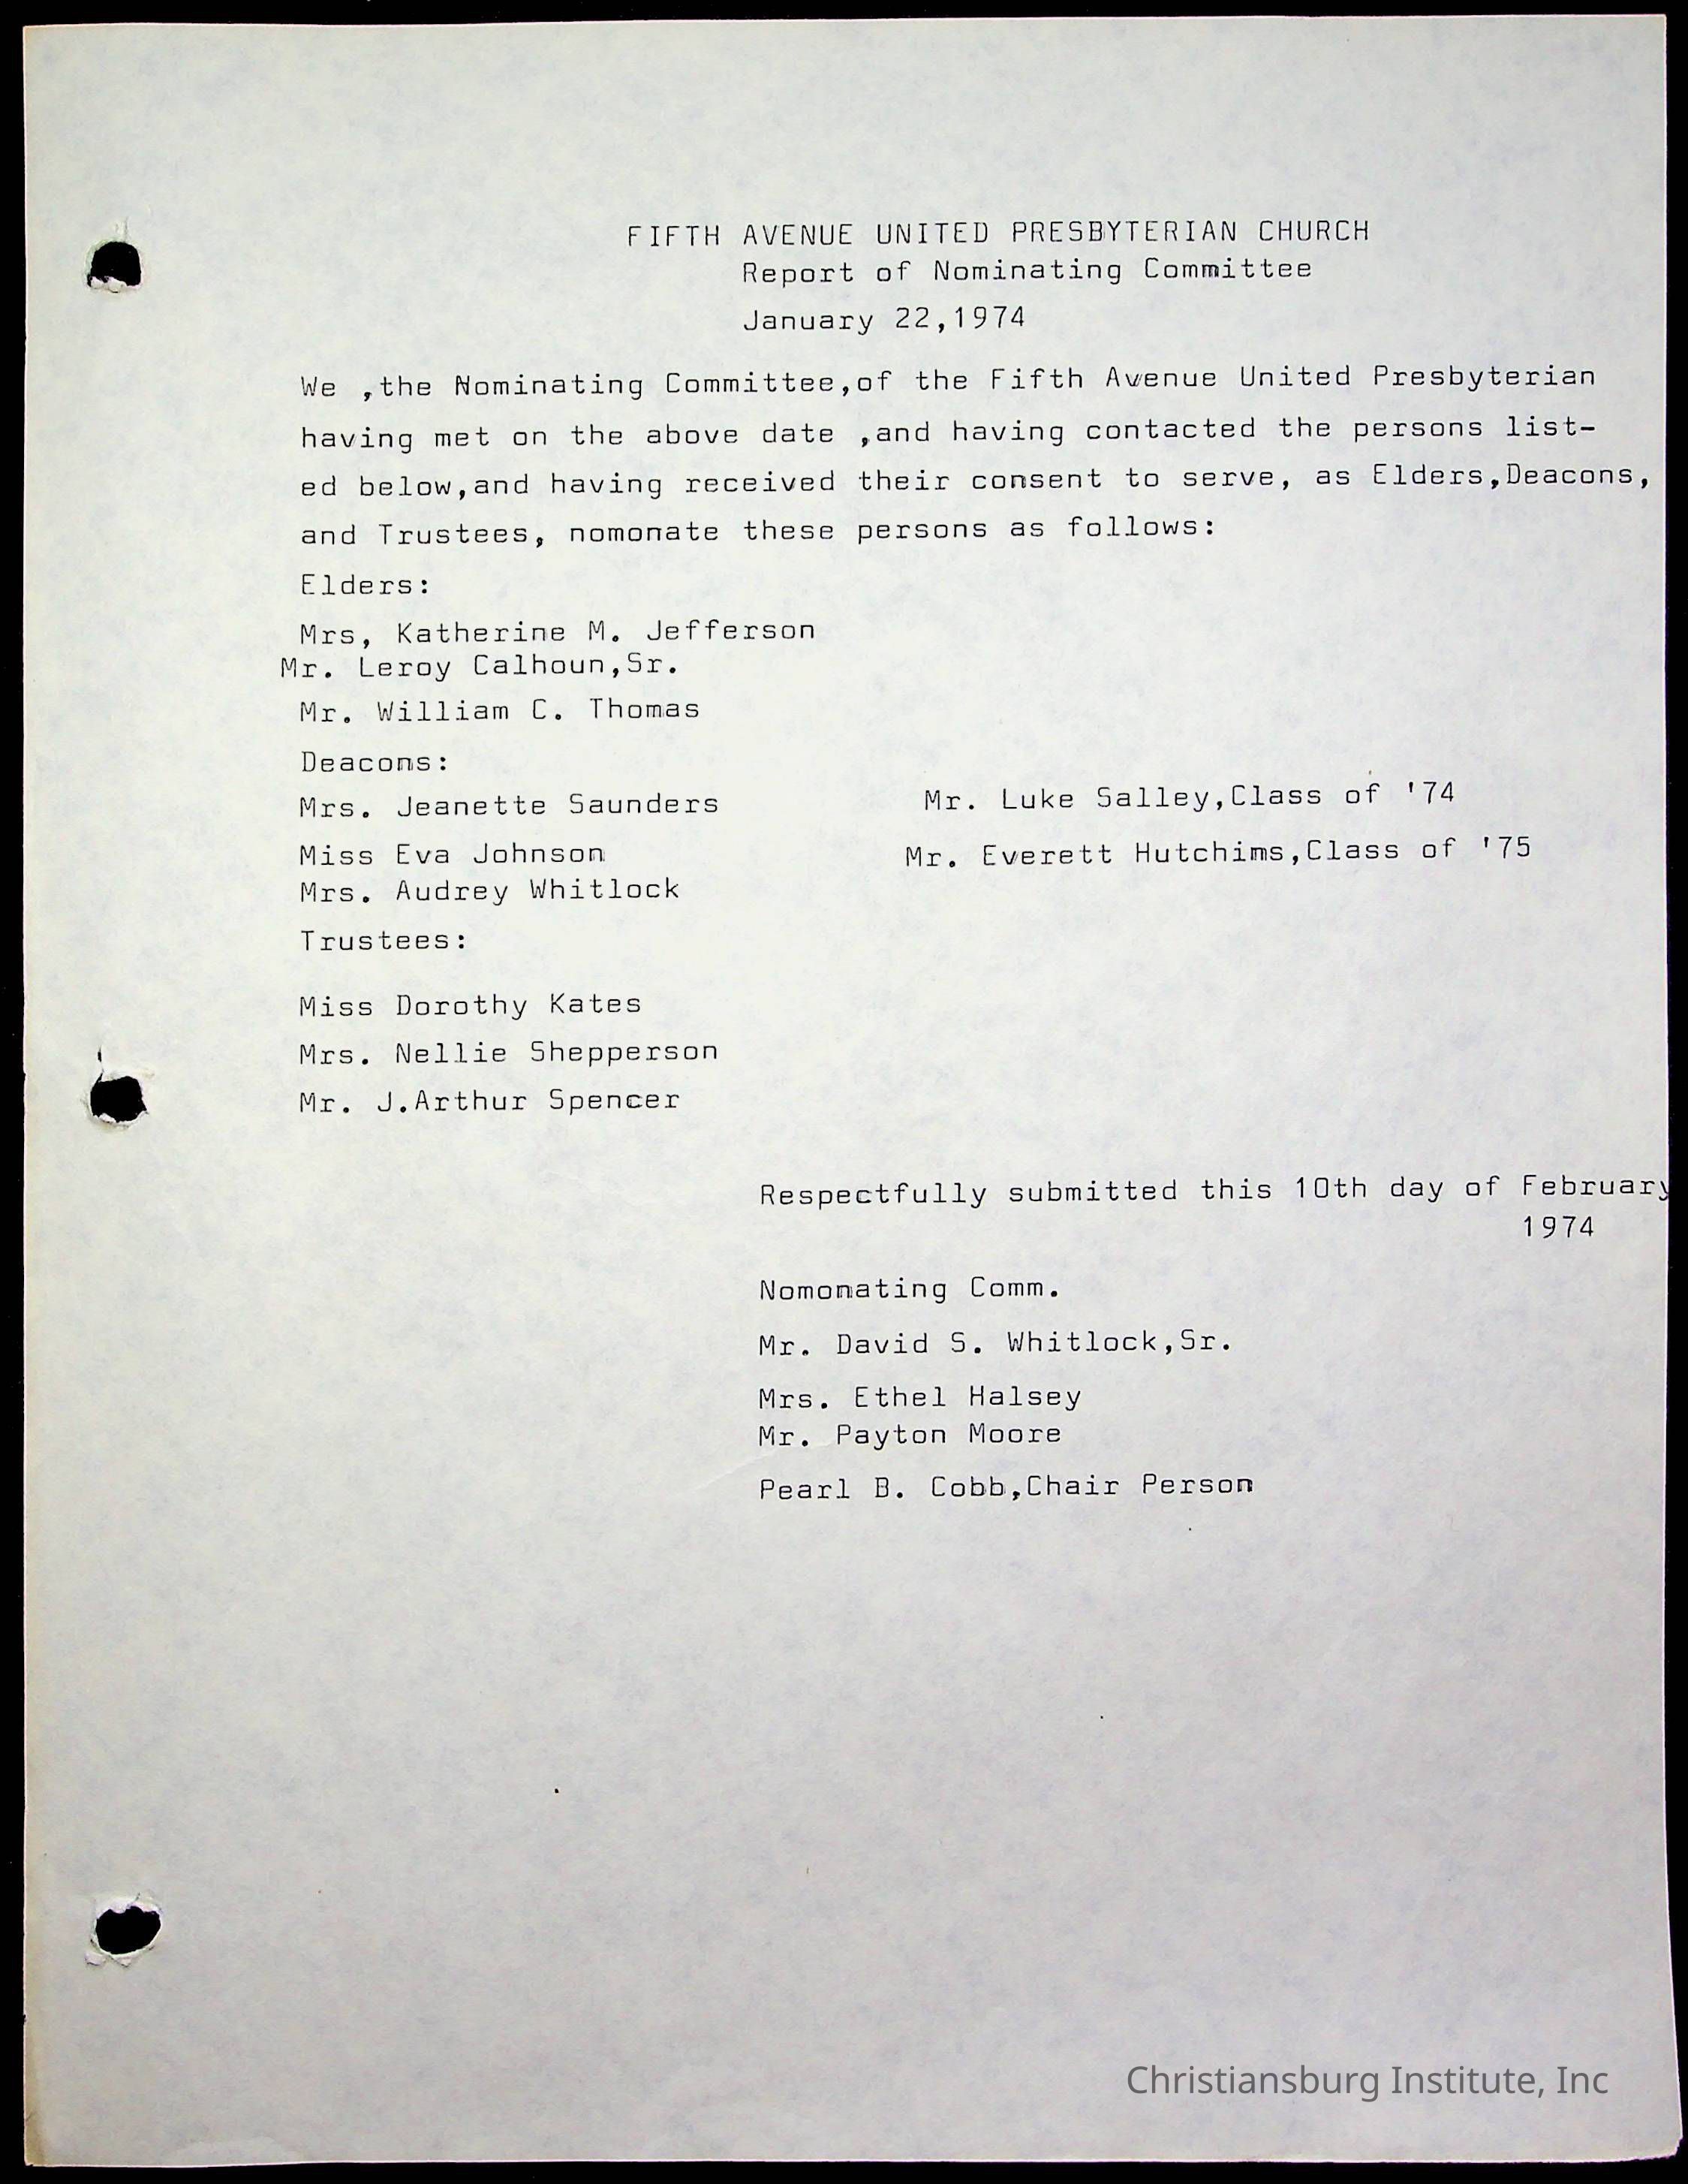 FIFTH AVENUE UNITED PRESBYTERIAN CHURCH
Report of Nominating Committee
January 22,1974
We ,the Nominating Committee,of the Fifth Avenue United Presbyterian
having met on the above date ,and having contacted the persons list-
ed below,and having received their consent to serve, as Elders,Deacons,
and Trustees, nomonate these persons as follows:
Elders:
Mrs, Katherine M. Jefferson
Mr. Leroy Calhoun,Sr.
Mr. William C. Thomas
Deacons:
Mrs. Jeanette Saunders Mr. Luke Salley,Class of '74
Miss Eva Johnson Mr. Everett Hutchims,Class of '75
Mrs. Audrey Whitlock
Trustees:
Miss Dorothy Kates
Mrs. Nellie Shepperson
Mr. J.Arthur Spencer
Respectfully submitted this 10th day of February
1974
Nomonating Comm.
Mr. David S. Whitlock,Sr.
Mrs. Ethel Halsey
Mr. Payton Moore
Pearl B. Cobb,Chair Person
Christiansburg Institute, Inc